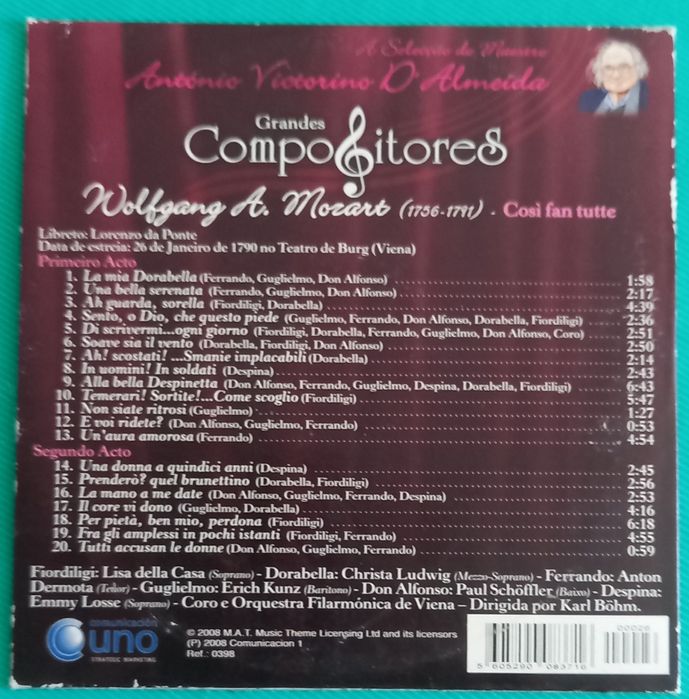 A Selecção do Maestro
António Victorino D'Almeida
Grandes
Compositores
Wolfgang A. Mozart (1756-1791) . Così fan tutte
Libreto: Lorenzo da Ponte
Data de estreia: 26 de Janeiro de 1790 no Teatro de Burg (Viena)
Primeiro Acto
1. La mia Dorabella (Ferrando, Guglielmo, Don Alfonso) 1:58
2. Una bella serenata (Ferrando, Guglielmo, Don Alfonso) 2:17
3. Ah guarda, sorella (Fiordiligi, Dorabella) 4:39
4. Sento, o Dio, che questo piede (Guglielmo, Ferrando, Don Alfonso, Dorabella, Fiordiligi) 2:36
5. Di scrivermi...ogni giorno (Fiordiligi, Dorabella, Ferrando, Guglielmo, Don Alfonso, Coro) 2:51
6. Soave sia il vento (Dorabella, Fiordiligi, Don Alfonso) 2:50
7. Ah! scostati! ...Smanie implacabili (Dorabella) 2:14
8. In uomini! In soldati (Despina) 2:43
9. Alla bella Despinetta (Don Alfonso, Ferrando, Guglielmo, Despina, Dorabella, Fiordiligi) 6:43
10. Temerari! Sortite!...Come scoglio (Fiordiligi) 5:47
11. Non siate ritrosi (Guglielmo) 1:27
12. E voi ridete? (Don Alfonso, Guglielmo, Ferrando) 0:53
13. Un'aura amorosa (Ferrando) 4:54
Segundo Acto
14. Una donna a quindici anni (Despina) 2:45
15. Prenderò? quel brunettino (Dorabella, Fiordiligi) 2:56
16. La mano a me date (Don Alfonso, Guglielmo, Ferrando, Despina) 2:53
17. Il core vi dono (Guglielmo, Dorabella) 4:16
18. Per pietà, ben mio, perdona (Fiordiligi) 6:18
19. Fra gli amplessi in pochi istanti (Fiordiligi, Ferrando) 4:55
20. Tutti accusan le donne (Don Alfonso, Guglielmo, Ferrando) 0:59
Fiordiligi: Lisa della Casa (Soprano) - Dorabella: Christa Ludwig (Mezzo-Soprano) - Ferrando: Anton
Dermota (Tenor) - Guglielmo: Erich Kunz (Baritono) - Don Alfonso: Paul Schöffler (Baixo) - Despina:
Emmy Losse (Soprano) - Coro e Orquestra Filarmónica de Viena – Dirigida por Karl Böhm.
comunicación
uno
STRATEGIC MARKETING
© 2008 M.A.T. Music Theme Licensing Ltd and its licensors
(P) 2008 Comunicacion 1
Ref.: 0398
00026
5 605290 083716